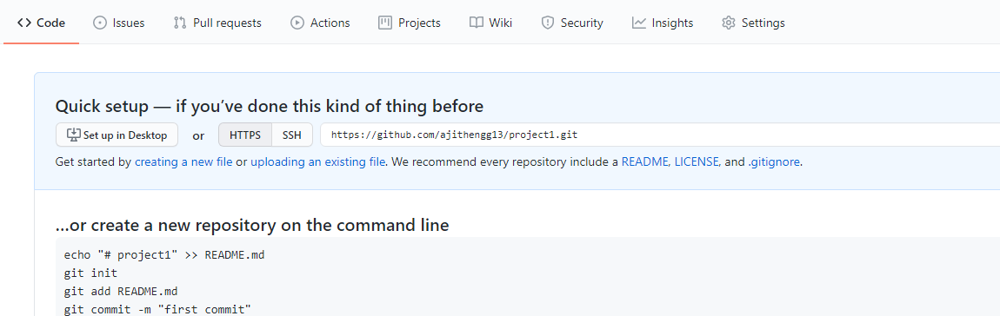 Code Issues Pull requests Actions Projects Wiki Security Insights Settings
Quick setup — if you’ve done this kind of thing before
Set up in Desktop or HTTPS SSH https://github.com/ajithengg13/project1.git
Get started by creating a new file or uploading an existing file. We recommend every repository include a README, LICENSE, and .gitignore.
…or create a new repository on the command line
echo "# project1" >> README.md
git init
git add README.md
git commit -m "first commit"